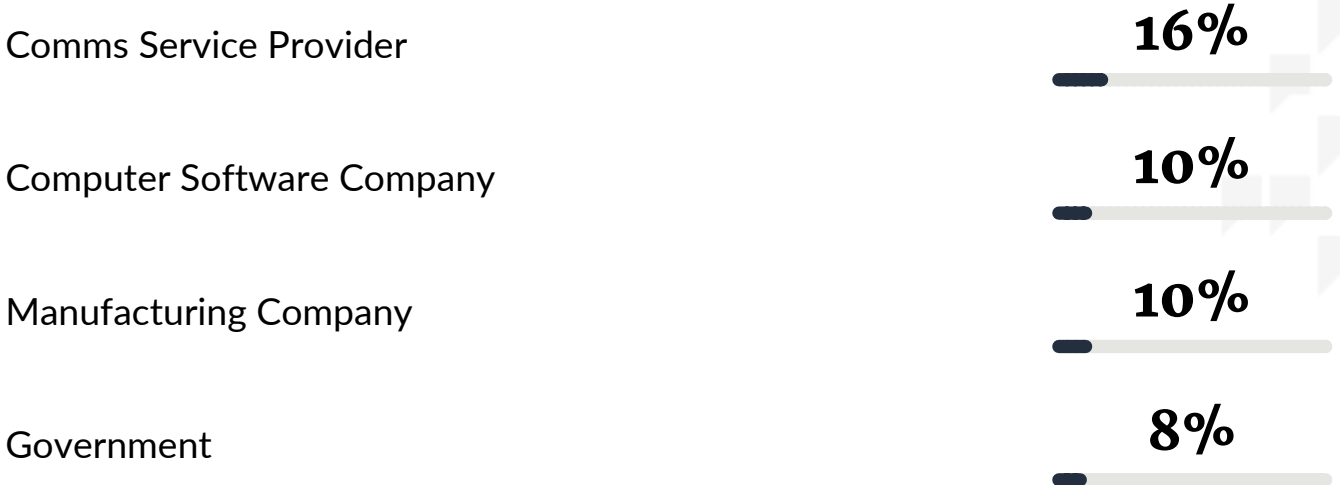 Comms Service Provider 16%
Computer Software Company 10%
Manufacturing Company 10%
Government 8%